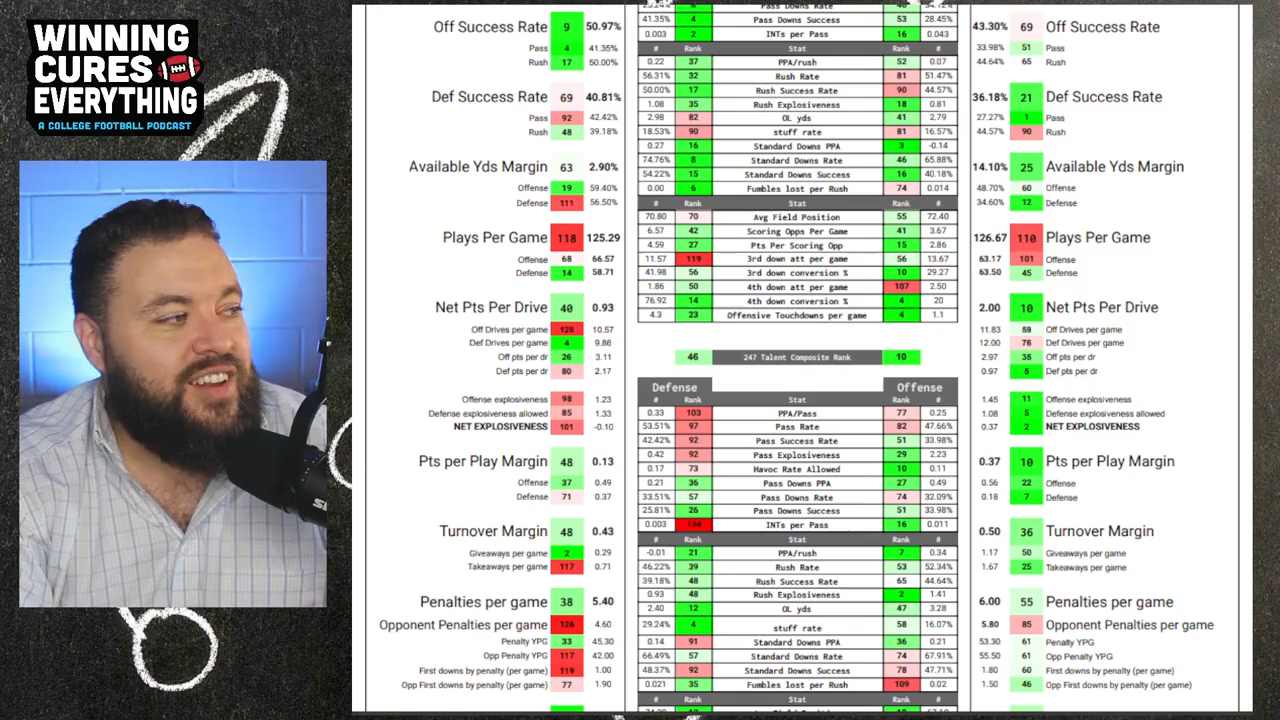 WINNING
CURES
EVERYTHING
A COLLEGE FOOTBALL PODCAST
Off Success Rate 9 50.97%
Pass 4 41.35%
Rush 17 50.00%
Def Success Rate 69 40.81%
Pass 92 42.42%
Rush 48 39.18%
Available Yds Margin 63 2.90%
Offense 19 59.40%
Defense 111 56.50%
Plays Per Game 118 125.29
Offense 68 66.57
Defense 14 58.71
Net Pts Per Drive 40 0.93
Off Drives per game 120 10.57
Def Drives per game 4 9.86
Off pts per dr 26 3.11
Def pts per dr 80 2.17
Offense explosiveness 98 1.23
Defense explosiveness allowed 85 1.33
NET EXPLOSIVENESS 101 -0.10
Pts per Play Margin 48 0.13
Offense 37 0.49
Defense 71 0.37
Turnover Margin 48 0.43
Giveaways per game 2 0.29
Takeaways per game 117 0.71
Penalties per game 38 5.40
Opponent Penalties per game 126 4.60
Penalty YPG 33 45.30
Opp Penalty YPG 117 42.00
First downs by penalty (per game) 119 1.00
Opp First downs by penalty (per game) 77 1.90
Pass Downs Rate
41.35% 4 Pass Downs Success 53 28.45%
0.003 2 INTs per Pass 16 0.043
# Rank Stat Rank #
0.22 37 PPA/rush 52 0.07
56.31% 32 Rush Rate 81 51.47%
50.00% 17 Rush Success Rate 90 44.57%
1.08 35 Rush Explosiveness 18 0.81
2.98 82 OL yds 41 2.79
18.53% 90 stuff rate 81 16.57%
0.27 16 Standard Downs PPA 3 -0.14
74.76% 8 Standard Downs Rate 46 65.88%
54.22% 15 Standard Downs Success 16 40.18%
0.00 6 Fumbles lost per Rush 74 0.014
# Rank Stat Rank #
70.80 70 Avg Field Position 55 72.40
6.57 42 Scoring Opps Per Game 41 3.67
4.59 27 Pts Per Scoring Opp 15 2.86
11.57 119 3rd down att per game 56 13.67
41.98 56 3rd down conversion % 10 29.27
1.86 50 4th down att per game 107 2.50
76.92 14 4th down conversion % 4 20
4.3 23 Offensive Touchdowns per game 4 1.1
46 247 Talent Composite Rank 10
Defense Offense
# Rank Stat Rank #
0.33 103 PPA/Pass 77 0.25
53.51% 97 Pass Rate 82 47.66%
42.42% 92 Pass Success Rate 51 33.98%
0.42 92 Pass Explosiveness 29 2.23
0.17 73 Havoc Rate Allowed 10 0.11
0.21 36 Pass Downs PPA 27 0.49
33.51% 57 Pass Downs Rate 74 32.09%
25.81% 26 Pass Downs Success 51 33.98%
0.003 INTs per Pass 16 0.011
# Rank Stat Rank #
-0.01 21 PPA/rush 7 0.34
46.22% 39 Rush Rate 53 52.34%
39.18% 48 Rush Success Rate 65 44.64%
0.93 48 Rush Explosiveness 2 1.41
2.40 12 OL yds 47 3.28
29.24% 4 stuff rate 58 16.07%
0.14 91 Standard Downs PPA 36 0.21
66.49% 57 Standard Downs Rate 74 67.91%
48.37% 92 Standard Downs Success 78 47.71%
0.021 35 Fumbles lost per Rush 109 0.02
# Rank Stat Rank #
43.30% 69 Off Success Rate
33.98% 51 Pass
44.64% 65 Rush
36.18% 21 Def Success Rate
27.27% 1 Pass
44.57% 90 Rush
14.10% 25 Available Yds Margin
48.70% 60 Offense
34.60% 12 Defense
126.67 110 Plays Per Game
63.17 101 Offense
63.50 45 Defense
2.00 10 Net Pts Per Drive
11.83 59 Off Drives per game
12.00 76 Def Drives per game
2.97 35 Off pts per dr
0.97 5 Def pts per dr
1.45 11 Offense explosiveness
1.08 5 Defense explosiveness allowed
0.37 2 NET EXPLOSIVENESS
0.37 10 Pts per Play Margin
0.56 22 Offense
0.18 7 Defense
0.50 36 Turnover Margin
1.17 50 Giveaways per game
1.67 25 Takeaways per game
6.00 55 Penalties per game
5.80 85 Opponent Penalties per game
53.30 61 Penalty YPG
55.50 61 Opp Penalty YPG
1.80 60 First downs by penalty (per game)
1.50 46 Opp First downs by penalty (per game)